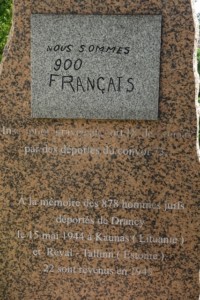 NOUS SOMMES
900
FRANÇAIS
par des déportés du convoi
A la mémoire des 878 hommes juifs
déportés de Drancy
le 15 mai 1944 à Kaunas ( Lituanie )
et Reval - Tallinn ( Estonie ).
22 sont revenus en 1945.